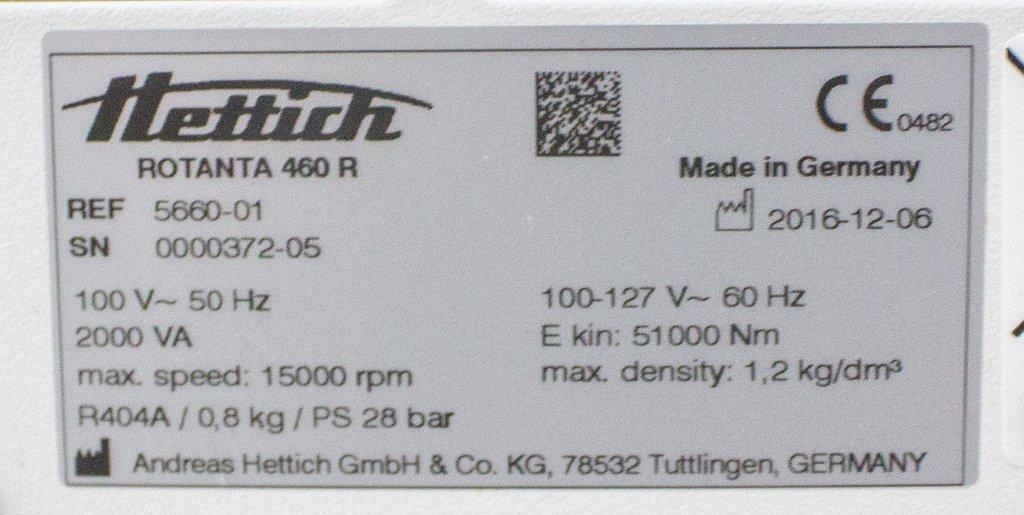 Hettich
ROTANTA 460 R
REF 5660-01
SN 0000372-05
CE 0482
Made in Germany
2016-12-06
100 V~ 50 Hz
2000 VA
max. speed: 15000 rpm
R404A / 0,8 kg / PS 28 bar
100-127 V~ 60 Hz
E kin: 51000 Nm
max. density: 1,2 kg/dm³
Andreas Hettich GmbH & Co. KG, 78532 Tuttlingen, GERMANY